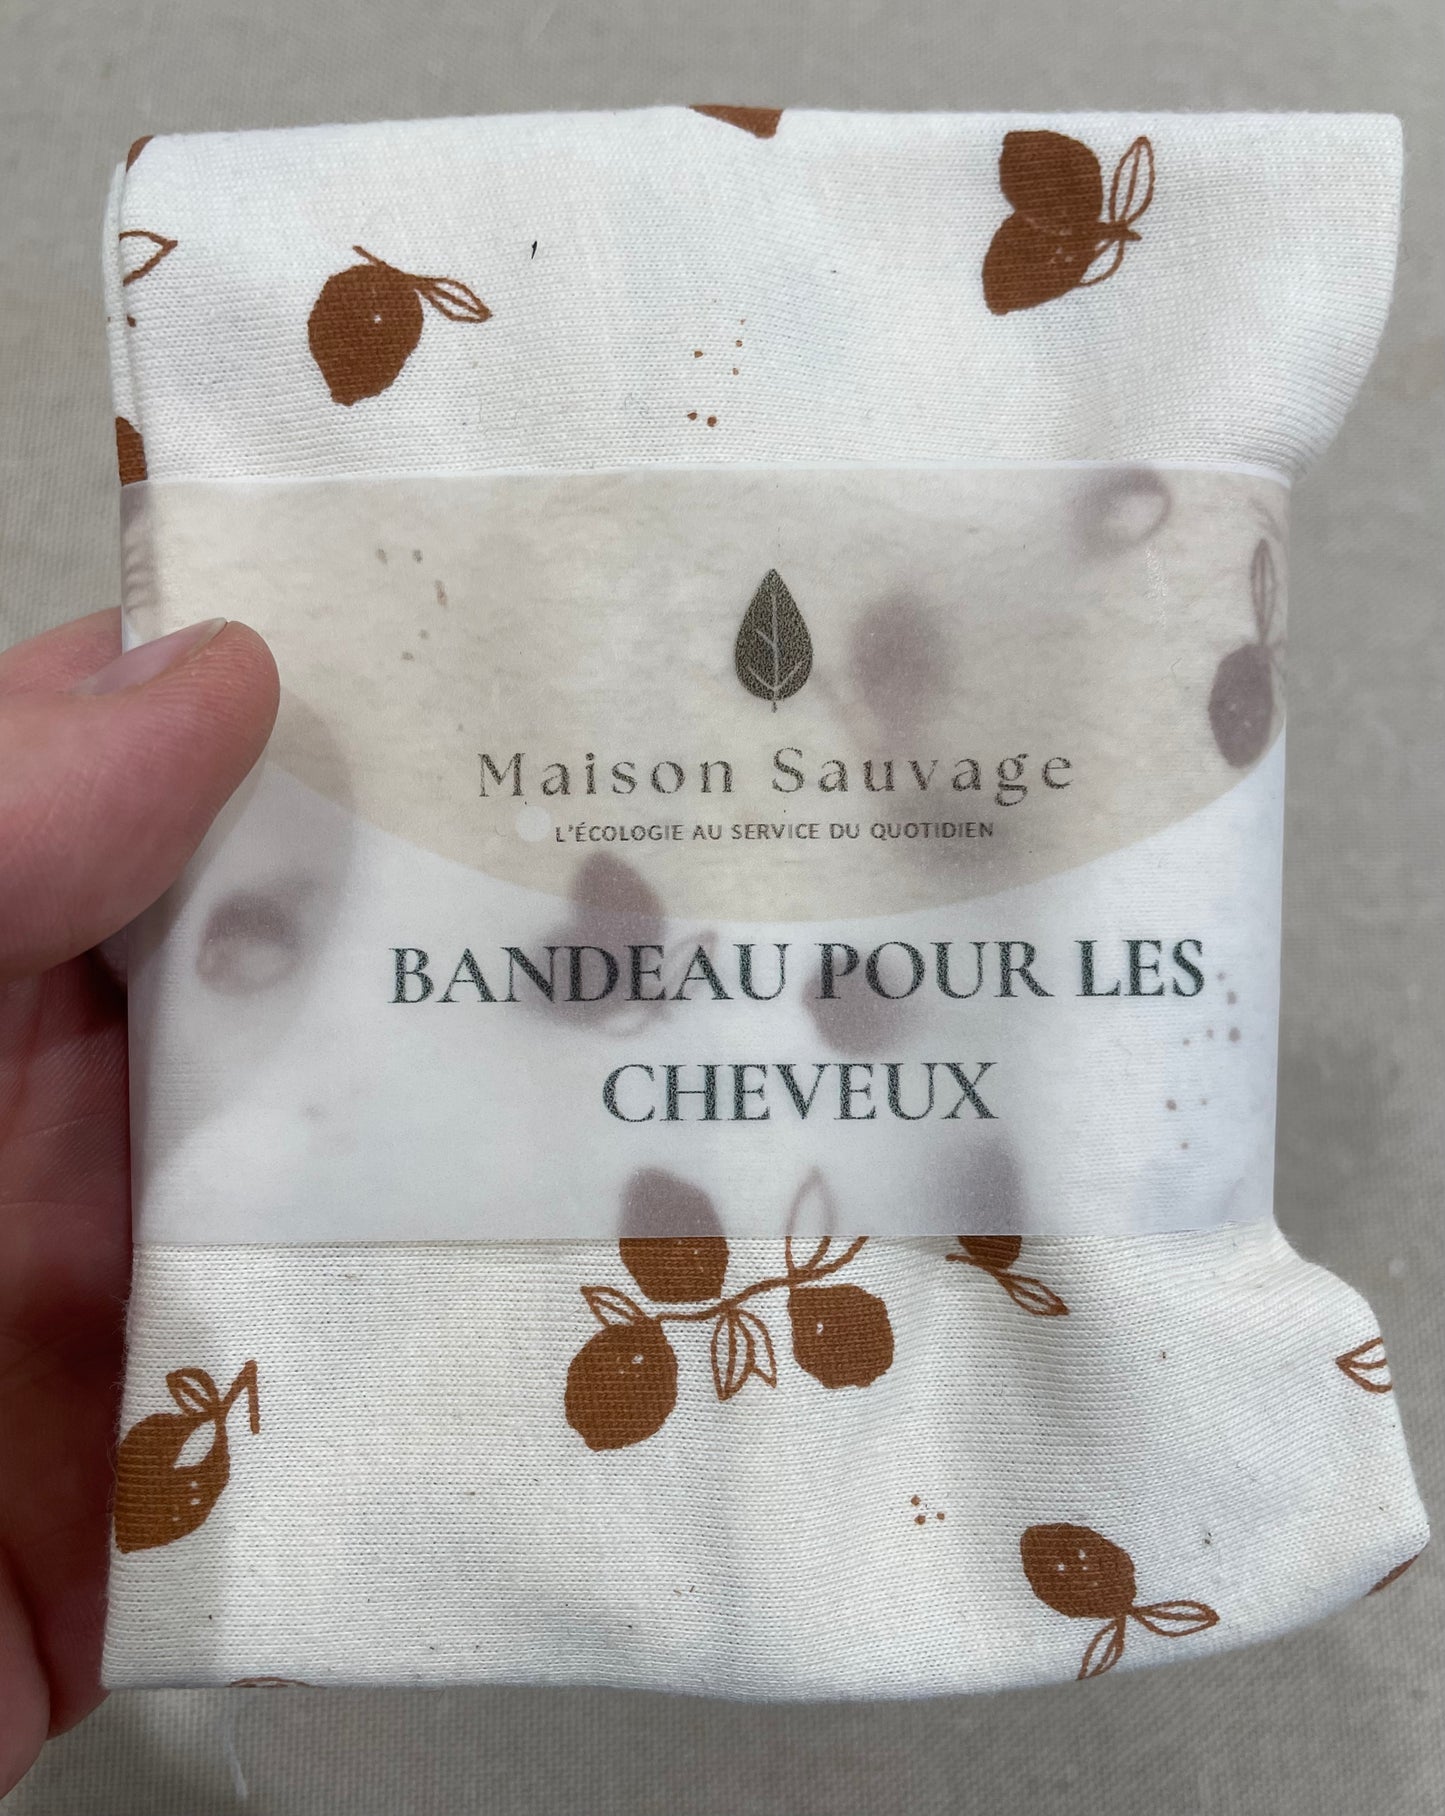 Maison Sauvage
L'ÉCOLOGIE AU SERVICE DU QUOTIDIEN
BANDEAU POUR LES
CHEVEUX